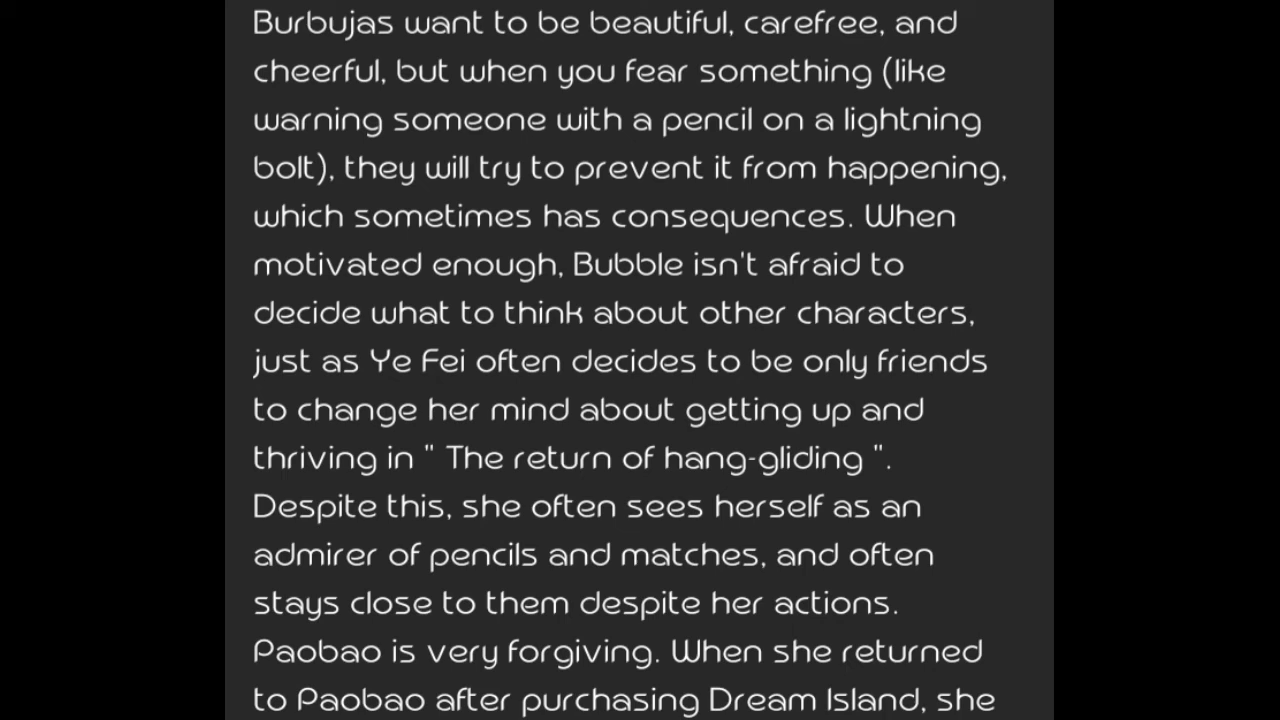 Burbujas want to be beautiful, carefree, and
cheerful, but when you fear something (like
warning someone with a pencil on a lightning
bolt), they will try to prevent it from happening,
which sometimes has consequences. When
motivated enough, Bubble isn't afraid to
decide what to think about other characters,
just as Ye Fei often decides to be only friends
to change her mind about getting up and
thriving in " The return of hang-gliding ".
Despite this, she often sees herself as an
admirer of pencils and matches, and often
stays close to them despite her actions.
Paobao is very forgiving. When she returned
to Paobao after purchasing Dream Island, she